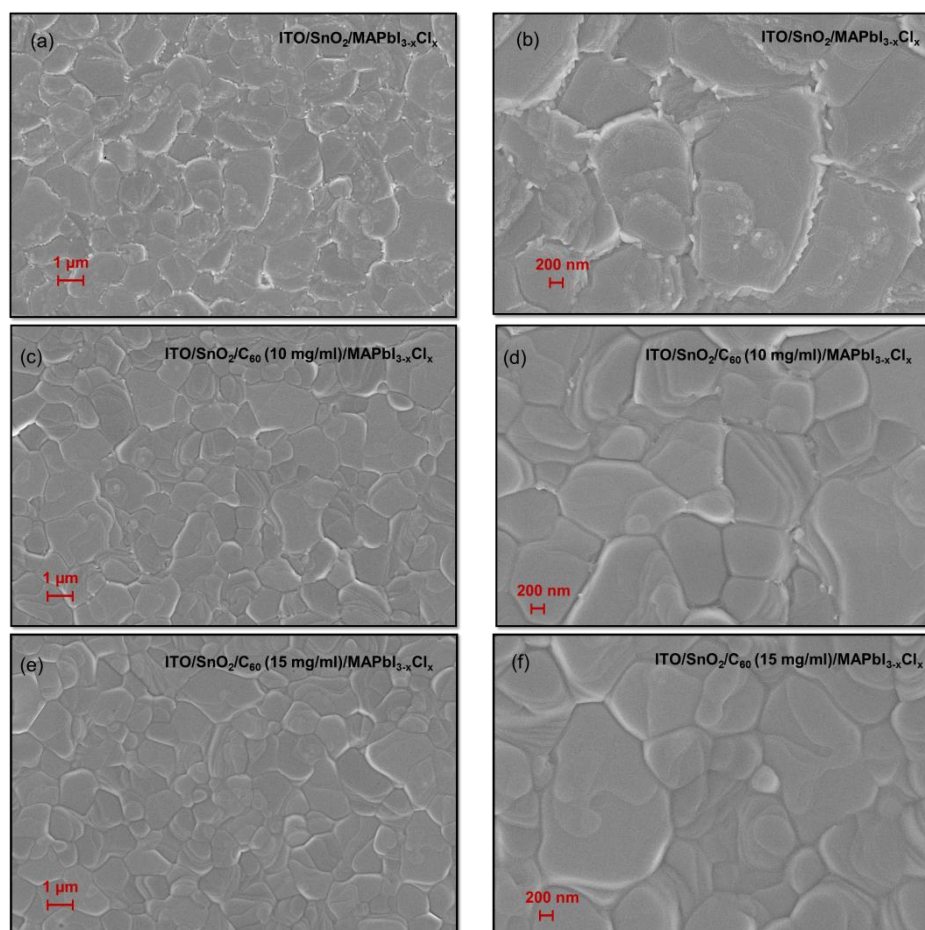 (a) ITO/SnO₂/MAPbI₃₋ₓClₓ
1 µm
(b) ITO/SnO₂/MAPbI₃₋ₓClₓ
200 nm
(c) ITO/SnO₂/C₆₀ (10 mg/ml)/MAPbI₃₋ₓClₓ
1 µm
(d) ITO/SnO₂/C₆₀ (10 mg/ml)/MAPbI₃₋ₓClₓ
200 nm
(e) ITO/SnO₂/C₆₀ (15 mg/ml)/MAPbI₃₋ₓClₓ
1 µm
(f) ITO/SnO₂/C₆₀ (15 mg/ml)/MAPbI₃₋ₓClₓ
200 nm